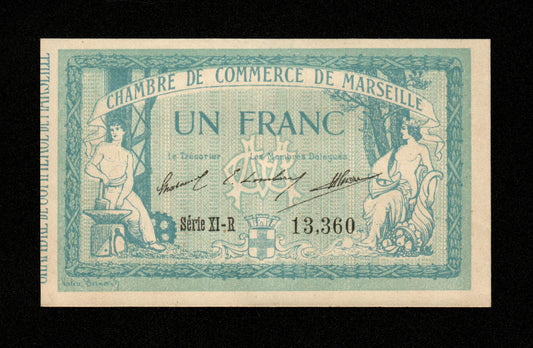 CHAMBRE DE COMMERCE DE MARSEILLE
CHAMBRE DE COMMERCE DE MARSEILLE
UN FRANC
Le Trésorier Les Membres Délégués
Série XI-R 13,360